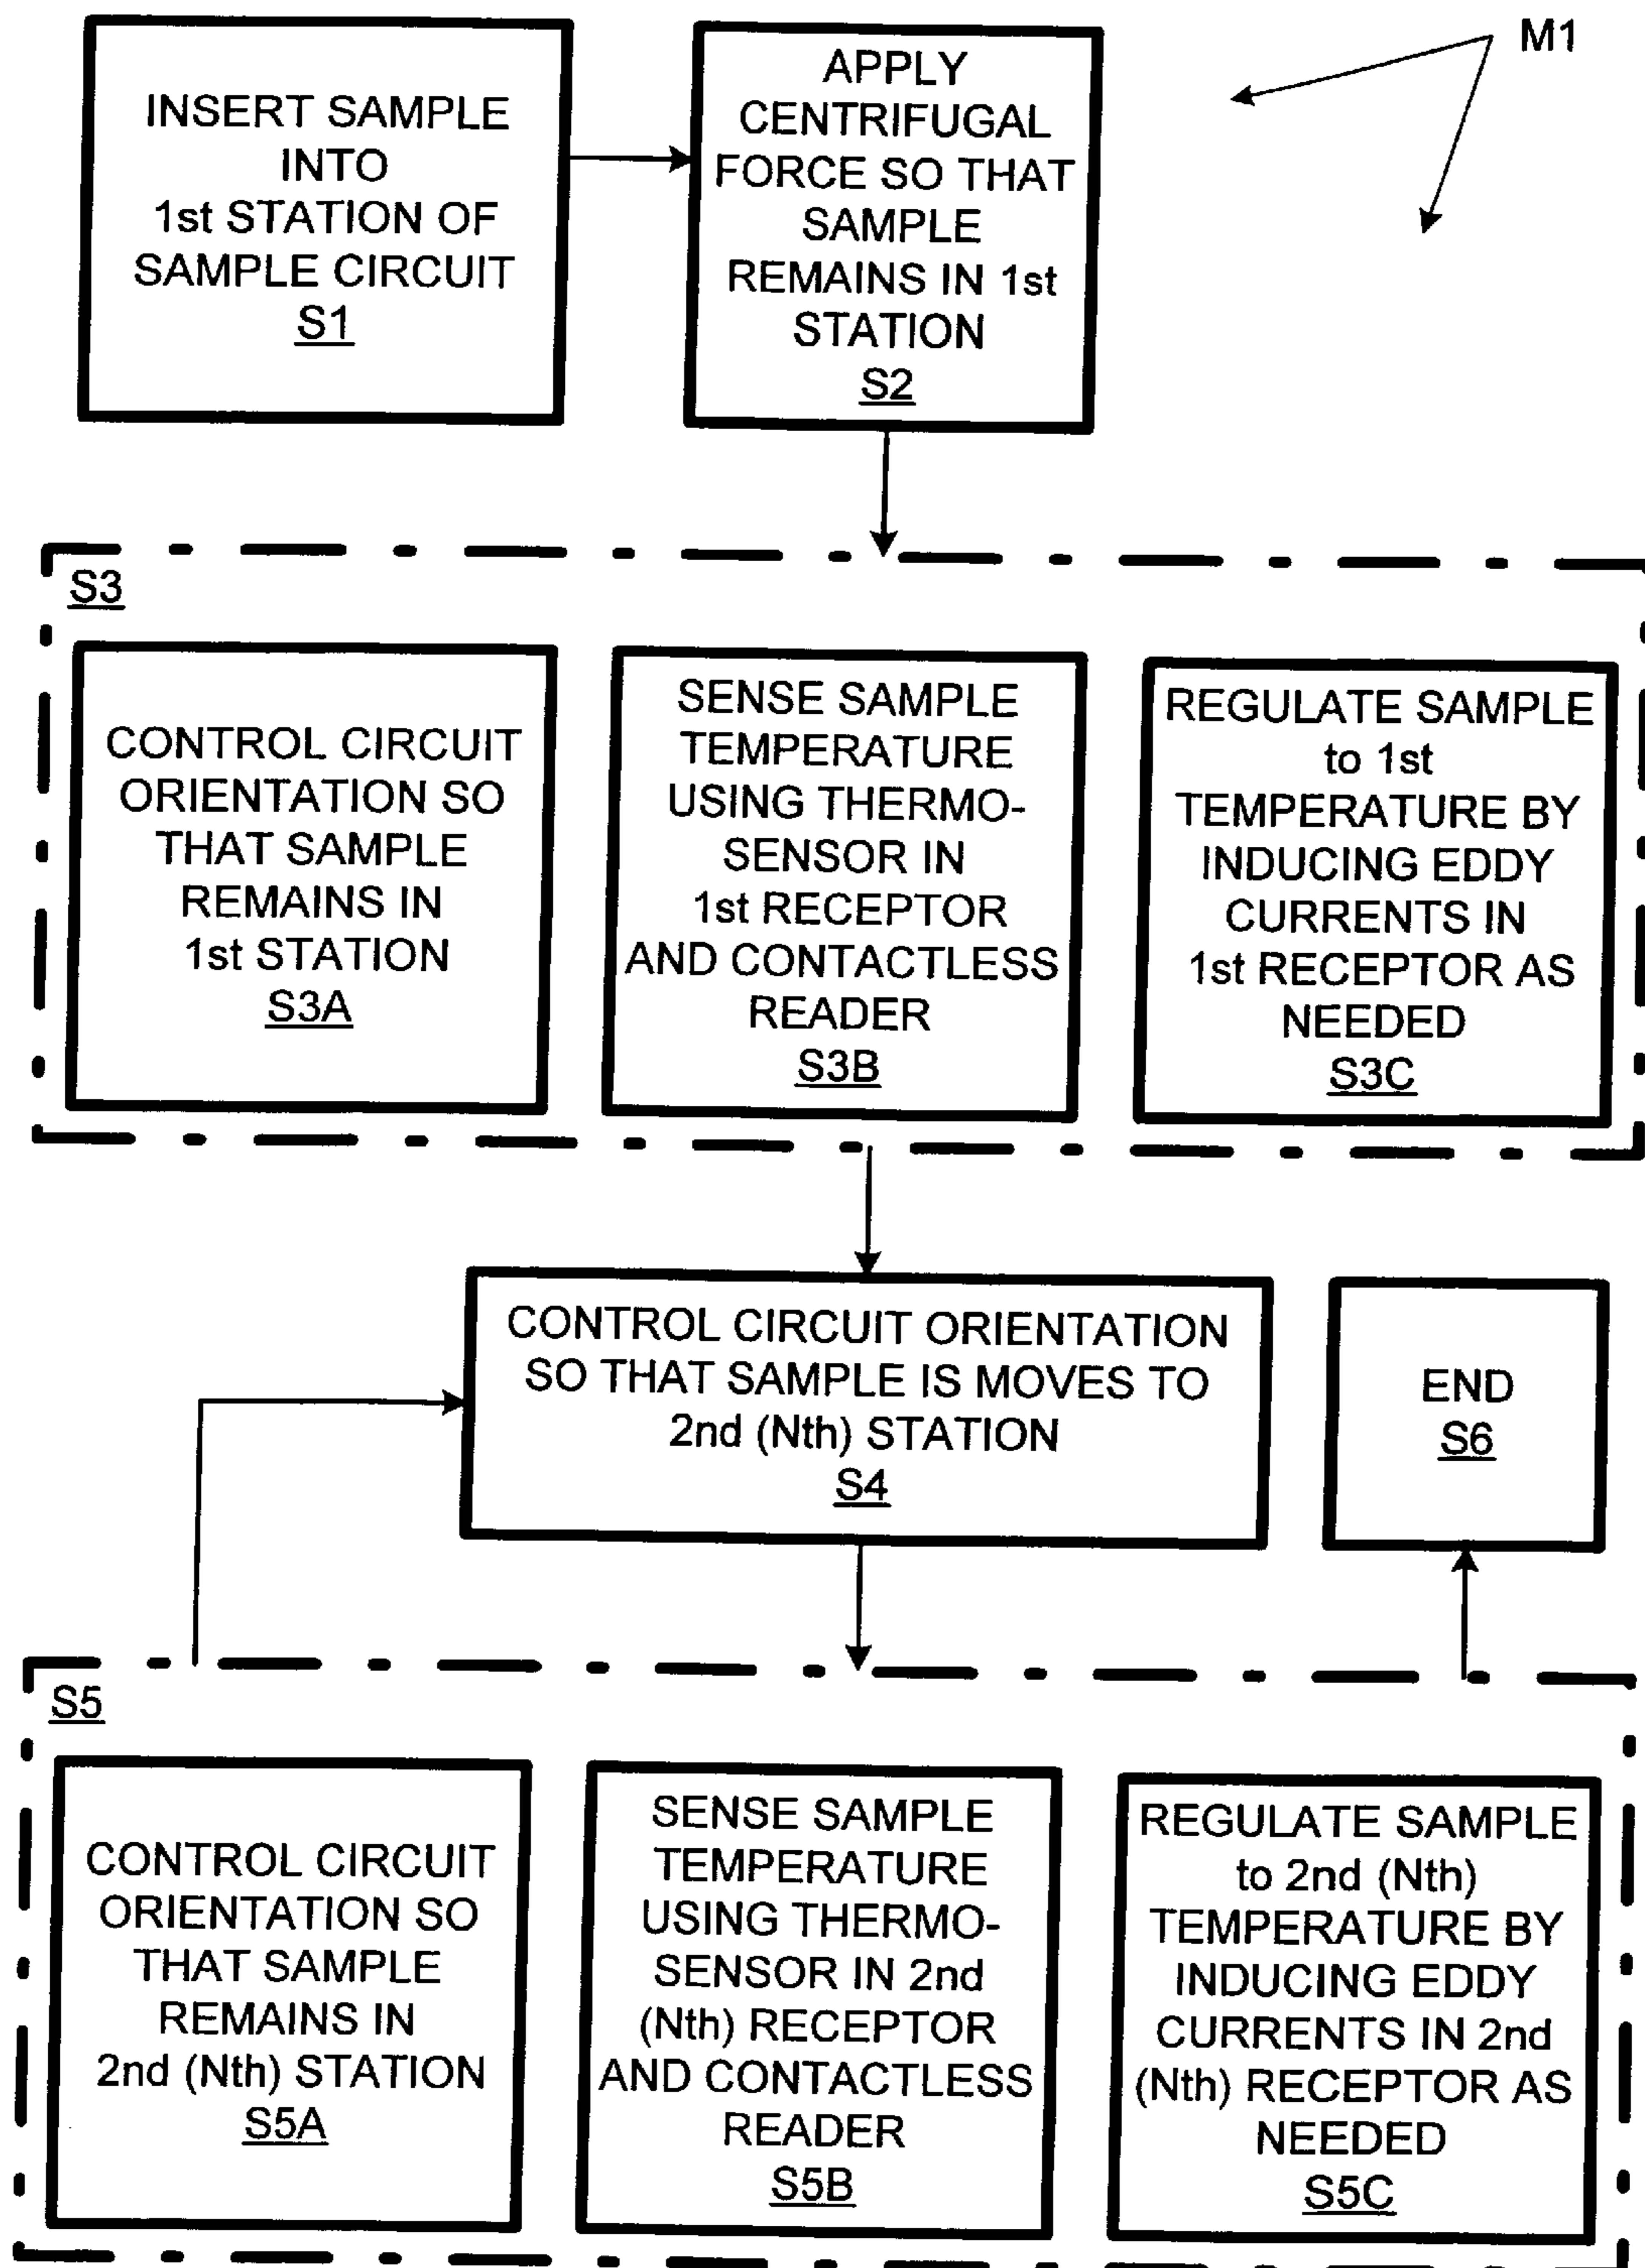 M1
INSERT SAMPLE
INTO
1st STATION OF
SAMPLE CIRCUIT
S1
APPLY
CENTRIFUGAL
FORCE SO THAT
SAMPLE
REMAINS IN 1st
STATION
S2
S3
CONTROL CIRCUIT
ORIENTATION SO
THAT SAMPLE
REMAINS IN
1st STATION
S3A
SENSE SAMPLE
TEMPERATURE
USING THERMO-
SENSOR IN
1st RECEPTOR
AND CONTACTLESS
READER
S3B
REGULATE SAMPLE
to 1st
TEMPERATURE BY
INDUCING EDDY
CURRENTS IN
1st RECEPTOR AS
NEEDED
S3C
CONTROL CIRCUIT ORIENTATION
SO THAT SAMPLE IS MOVES TO
2nd (Nth) STATION
S4
END
S6
S5
CONTROL CIRCUIT
ORIENTATION SO
THAT SAMPLE
REMAINS IN
2nd (Nth) STATION
S5A
SENSE SAMPLE
TEMPERATURE
USING THERMO-
SENSOR IN 2nd
(Nth) RECEPTOR
AND CONTACTLESS
READER
S5B
REGULATE SAMPLE
to 2nd (Nth)
TEMPERATURE BY
INDUCING EDDY
CURRENTS IN 2nd
(Nth) RECEPTOR AS
NEEDED
S5C